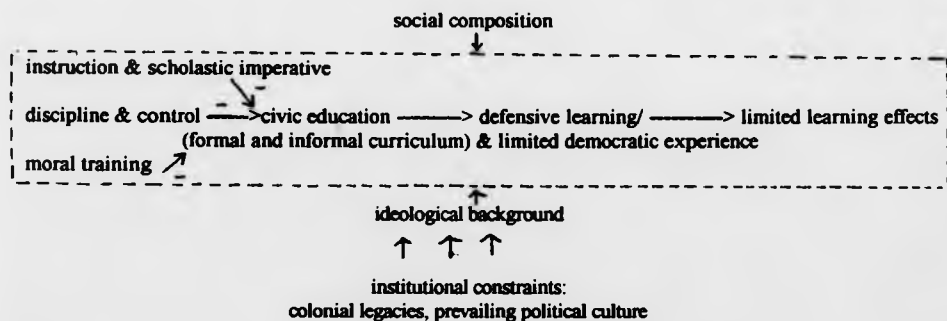 social composition
instruction & scholastic imperative
discipline & control ------>civic education ------> defensive learning/ ------> limited learning effects
(formal and informal curriculum) & limited democratic experience
moral training
ideological background
institutional constraints:
colonial legacies, prevailing political culture